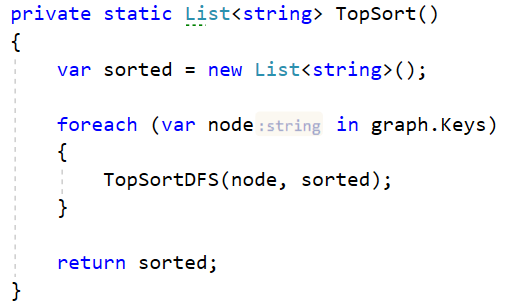 private static List<string> TopSort()
{
    var sorted = new List<string>();

    foreach (var node :string in graph.Keys)
    {
        TopSortDFS(node, sorted);
    }

    return sorted;
}